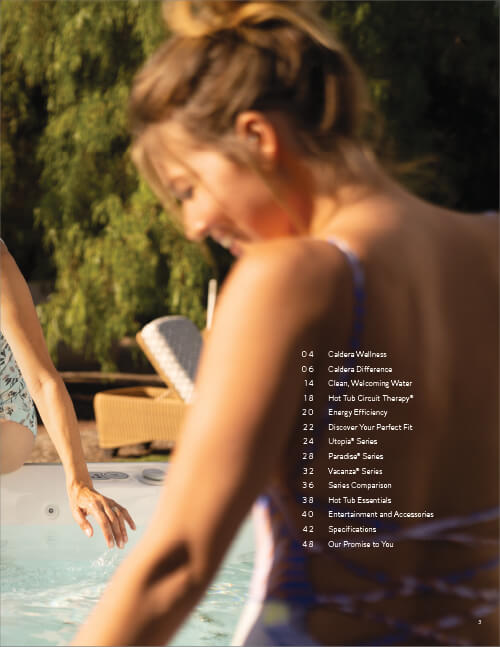 04 Caldera Wellness
06 Caldera Difference
14 Clean, Welcoming Water
18 Hot Tub Circuit Therapy®
20 Energy Efficiency
22 Discover Your Perfect Fit
24 Utopia® Series
28 Paradise® Series
32 Vacanza® Series
36 Series Comparison
38 Hot Tub Essentials
40 Entertainment and Accessories
42 Specifications
48 Our Promise to You
3